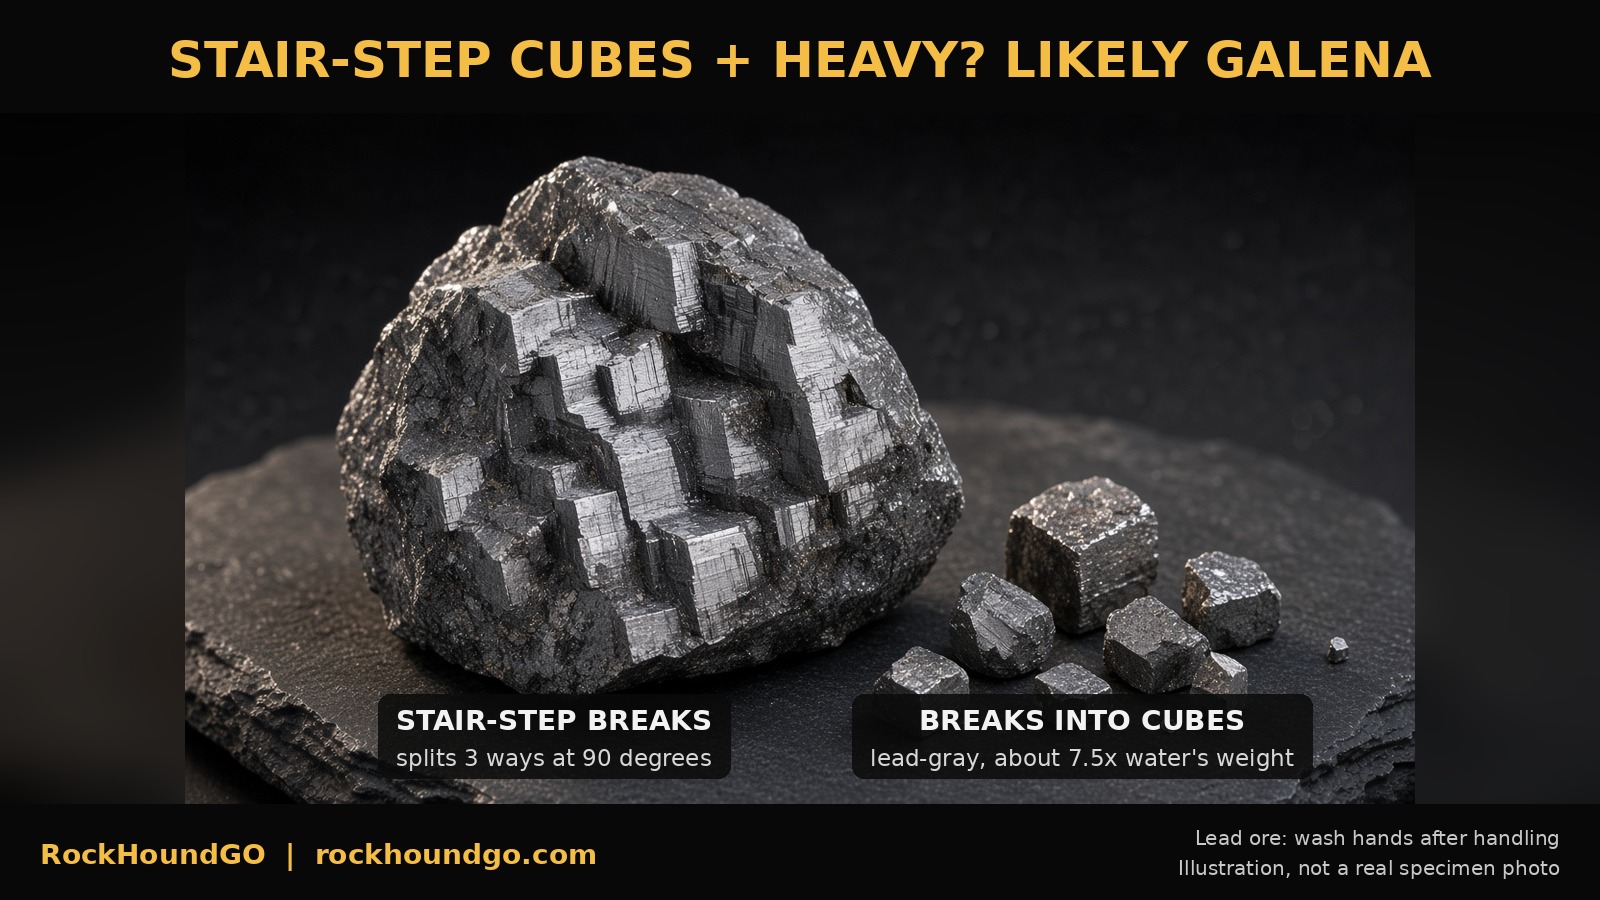 STAIR-STEP CUBES + HEAVY? LIKELY GALENA
STAIR-STEP BREAKS
splits 3 ways at 90 degrees
BREAKS INTO CUBES
lead-gray, about 7.5x water's weight
RockHoundGO | rockhoundgo.com
Lead ore: wash hands after handling
Illustration, not a real specimen photo